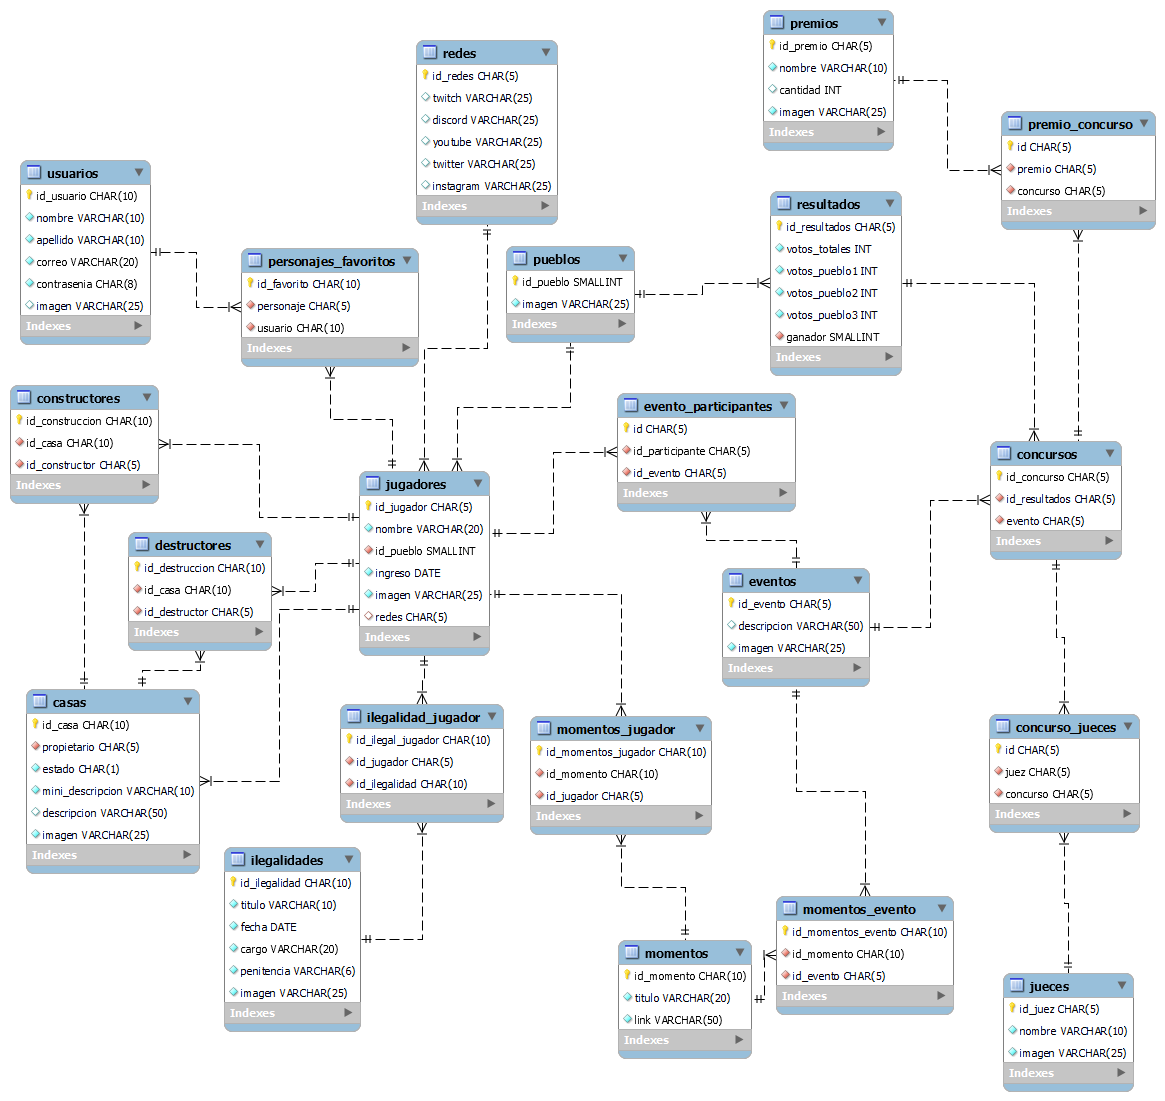 premios
id_premio CHAR(5)
nombre VARCHAR(10)
cantidad INT
imagen VARCHAR(25)
Indexes
redes
id_redes CHAR(5)
twitch VARCHAR(25)
discord VARCHAR(25)
youtube VARCHAR(25)
twitter VARCHAR(25)
instagram VARCHAR(25)
Indexes
premio_concurso
id CHAR(5)
premio CHAR(5)
concurso CHAR(5)
Indexes
usuarios
id_usuario CHAR(10)
nombre VARCHAR(10)
apellido VARCHAR(10)
correo VARCHAR(20)
contrasenia CHAR(8)
imagen VARCHAR(25)
Indexes
resultados
id_resultados CHAR(5)
votos_totales INT
votos_pueblo1 INT
votos_pueblo2 INT
votos_pueblo3 INT
ganador SMALLINT
Indexes
personajes_favoritos
id_favorito CHAR(10)
personaje CHAR(5)
usuario CHAR(10)
Indexes
pueblos
id_pueblo SMALLINT
imagen VARCHAR(25)
Indexes
constructores
id_construccion CHAR(10)
id_casa CHAR(10)
id_constructor CHAR(5)
Indexes
evento_participantes
id CHAR(5)
id_participante CHAR(5)
id_evento CHAR(5)
Indexes
concursos
id_concurso CHAR(5)
id_resultados CHAR(5)
evento CHAR(5)
Indexes
jugadores
id_jugador CHAR(5)
nombre VARCHAR(20)
id_pueblo SMALLINT
ingreso DATE
imagen VARCHAR(25)
redes CHAR(5)
Indexes
destructores
id_destruccion CHAR(10)
id_casa CHAR(10)
id_destructor CHAR(5)
Indexes
eventos
id_evento CHAR(5)
descripcion VARCHAR(50)
imagen VARCHAR(25)
Indexes
casas
id_casa CHAR(10)
propietario CHAR(5)
estado CHAR(1)
mini_descripcion VARCHAR(10)
descripcion VARCHAR(50)
imagen VARCHAR(25)
Indexes
ilegalidad_jugador
id_ilegal_jugador CHAR(10)
id_jugador CHAR(5)
id_ilegalidad CHAR(10)
Indexes
momentos_jugador
id_momentos_jugador CHAR(10)
id_momento CHAR(10)
id_jugador CHAR(5)
Indexes
concurso_jueces
id CHAR(5)
juez CHAR(5)
concurso CHAR(5)
Indexes
ilegalidades
id_ilegalidad CHAR(10)
titulo VARCHAR(10)
fecha DATE
cargo VARCHAR(20)
penitencia VARCHAR(6)
imagen VARCHAR(25)
Indexes
momentos_evento
id_momentos_evento CHAR(10)
id_momento CHAR(10)
id_evento CHAR(5)
Indexes
momentos
id_momento CHAR(10)
titulo VARCHAR(20)
link VARCHAR(50)
Indexes
jueces
id_juez CHAR(5)
nombre VARCHAR(10)
imagen VARCHAR(25)
Indexes